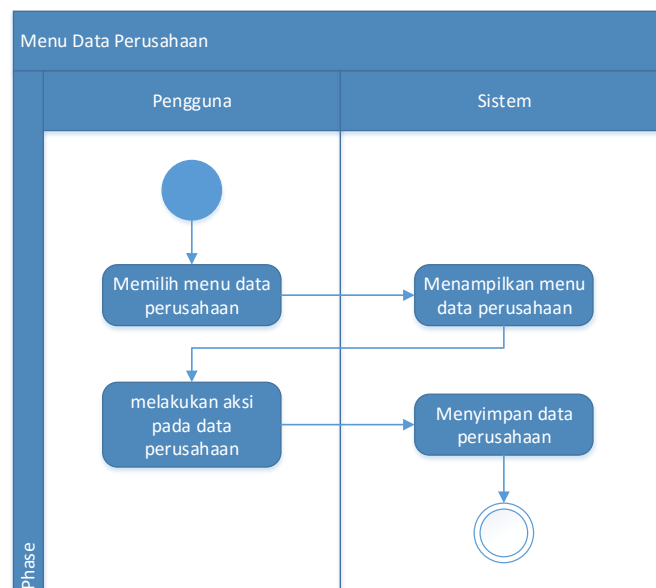 Menu Data Perusahaan
Pengguna
Sistem
Memilih menu data
perusahaan
Menampilkan menu
data perusahaan
melakukan aksi
pada data
perusahaan
Menyimpan data
perusahaan
Phase